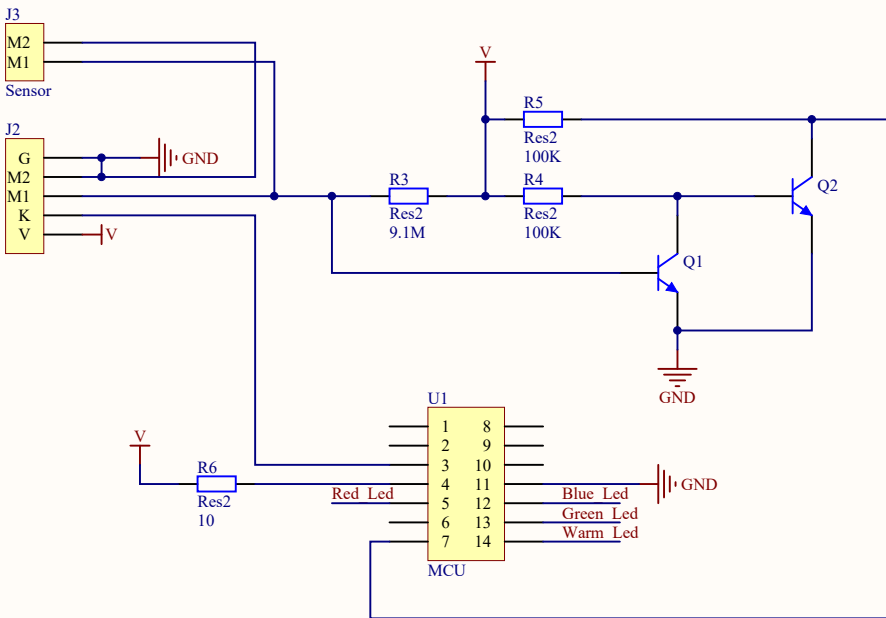 J3
M2
M1
Sensor
J2
G
M2
M1
K
V
GND
V
V
R5
Res2
100K
R3
Res2
9.1M
R4
Res2
100K
Q2
Q1
GND
U1
1
2
3
4
5
6
7
8
9
10
11
12
13
14
MCU
V
R6
Res2
10
Red_Led
GND
Blue_Led
Green_Led
Warm_Led